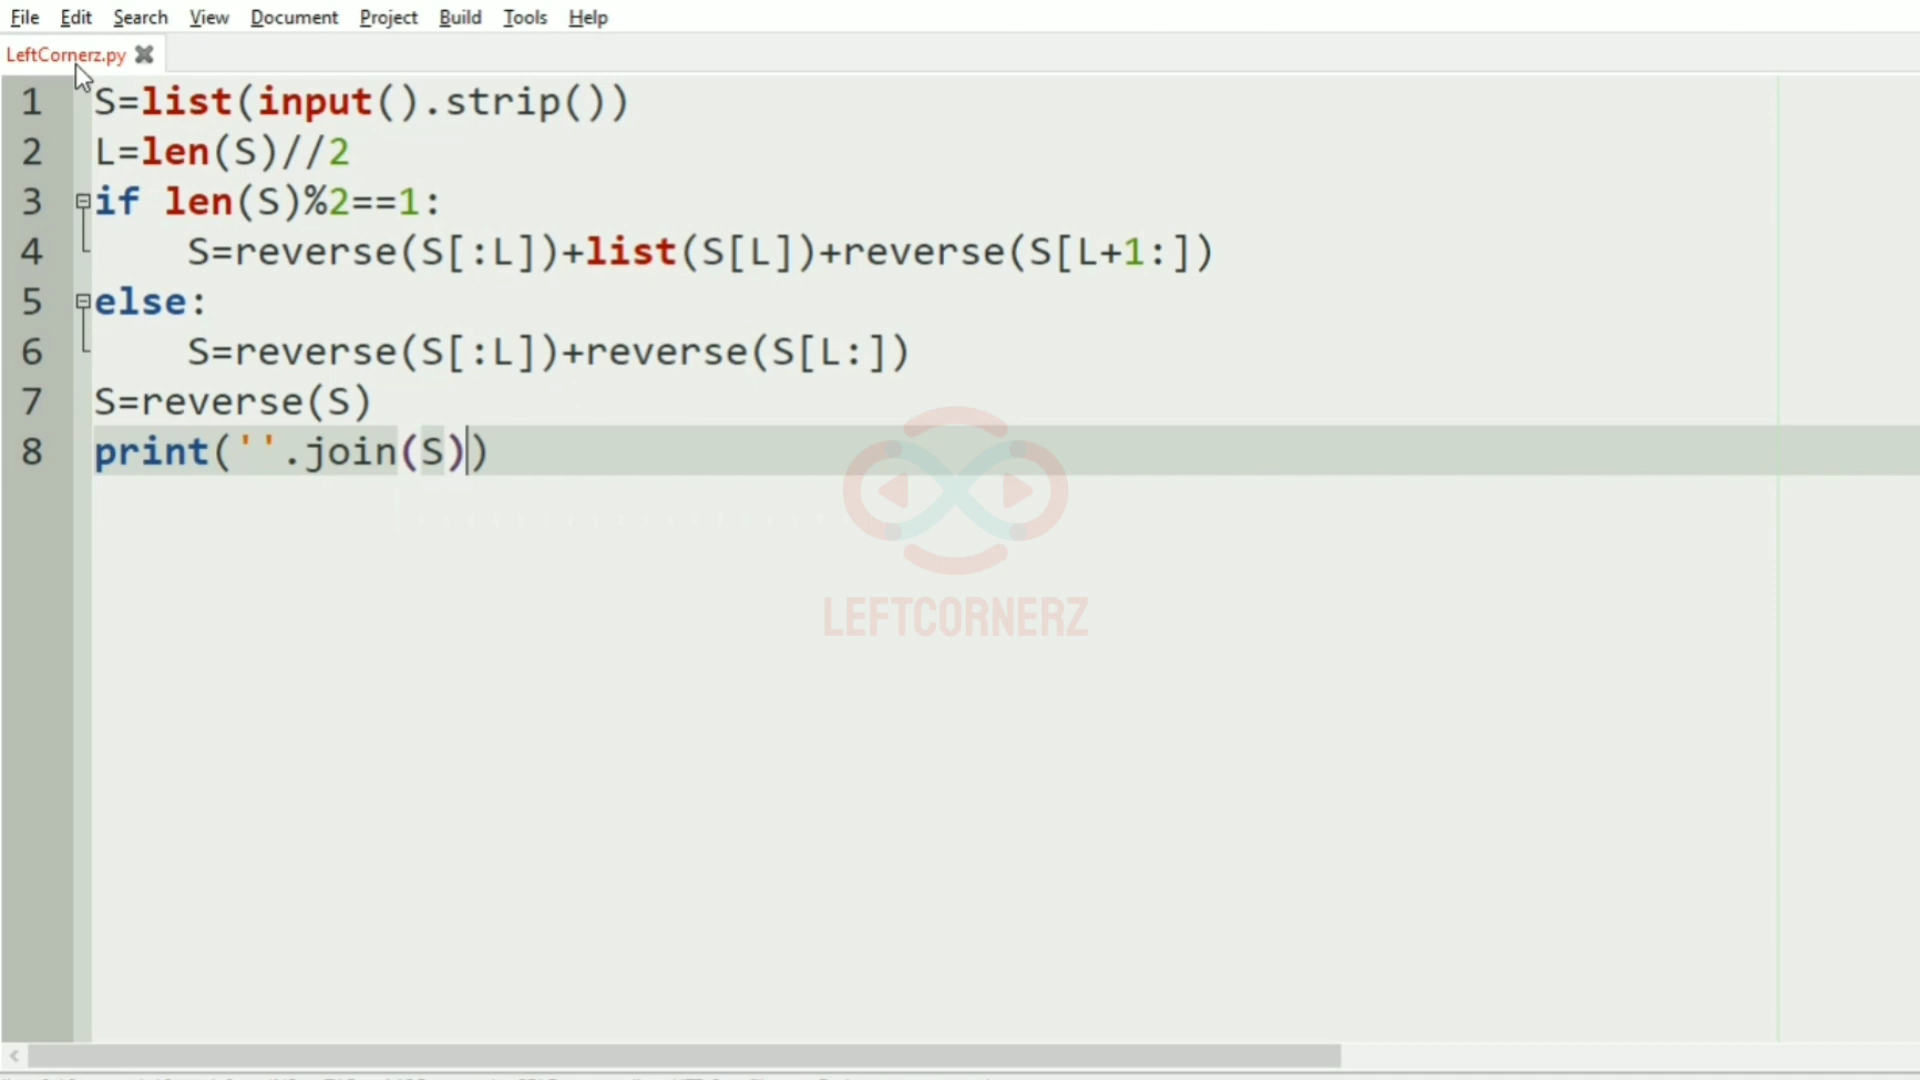 File Edit Search View Document Project Build Tools Help
LeftCornerz.py
1 S=list(input().strip())
2 L=len(S)//2
3 if len(S)%2==1:
4     S=reverse(S[:L])+list(S[L])+reverse(S[L+1:])
5 else:
6     S=reverse(S[:L])+reverse(S[L:])
7 S=reverse(S)
8 print(''.join(S))
LEFTCORNERZ